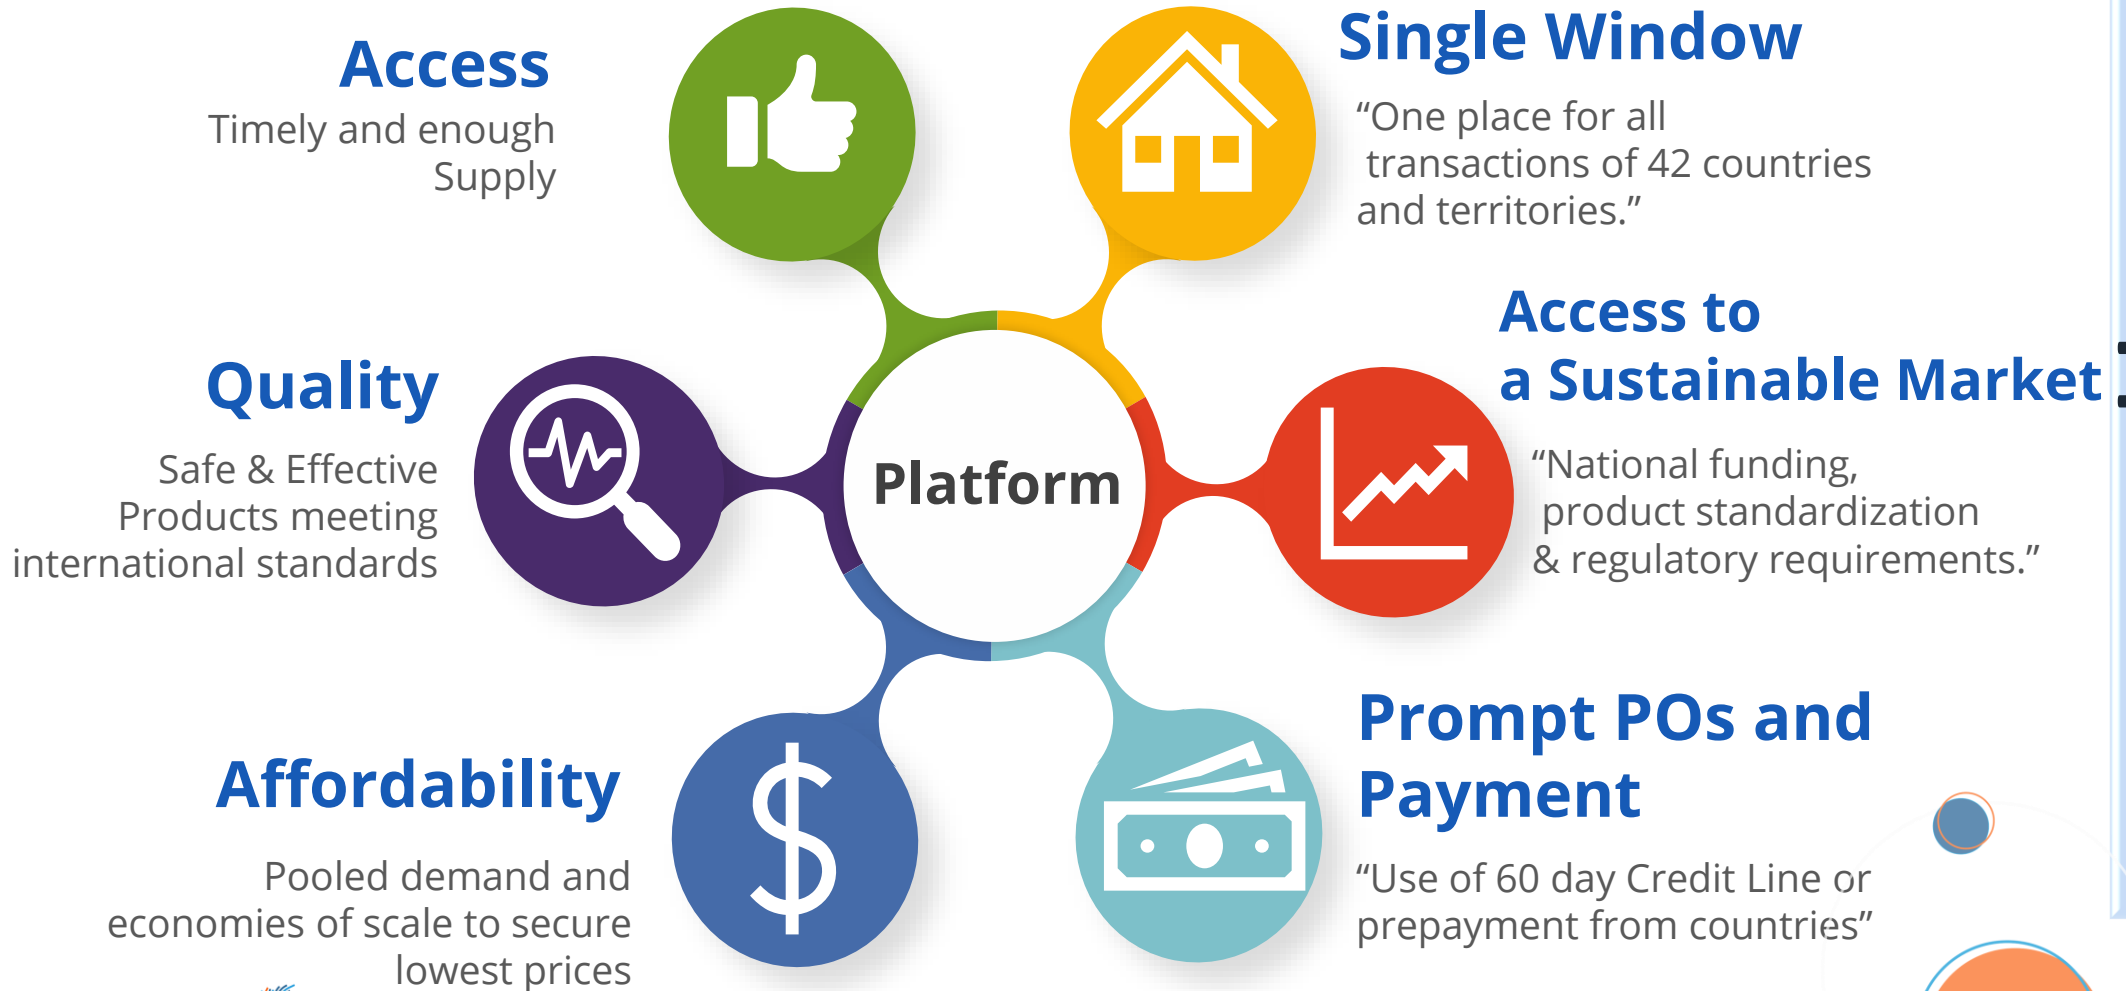 Access
Timely and enough
Supply
Single Window
“One place for all
transactions of 42 countries
and territories.”
Quality
Safe & Effective
Products meeting
international standards
Platform
Access to
a Sustainable Market
“National funding,
product standardization
& regulatory requirements.”
Affordability
Pooled demand and
economies of scale to secure
lowest prices
Prompt POs and
Payment
“Use of 60 day Credit Line or
prepayment from countries”